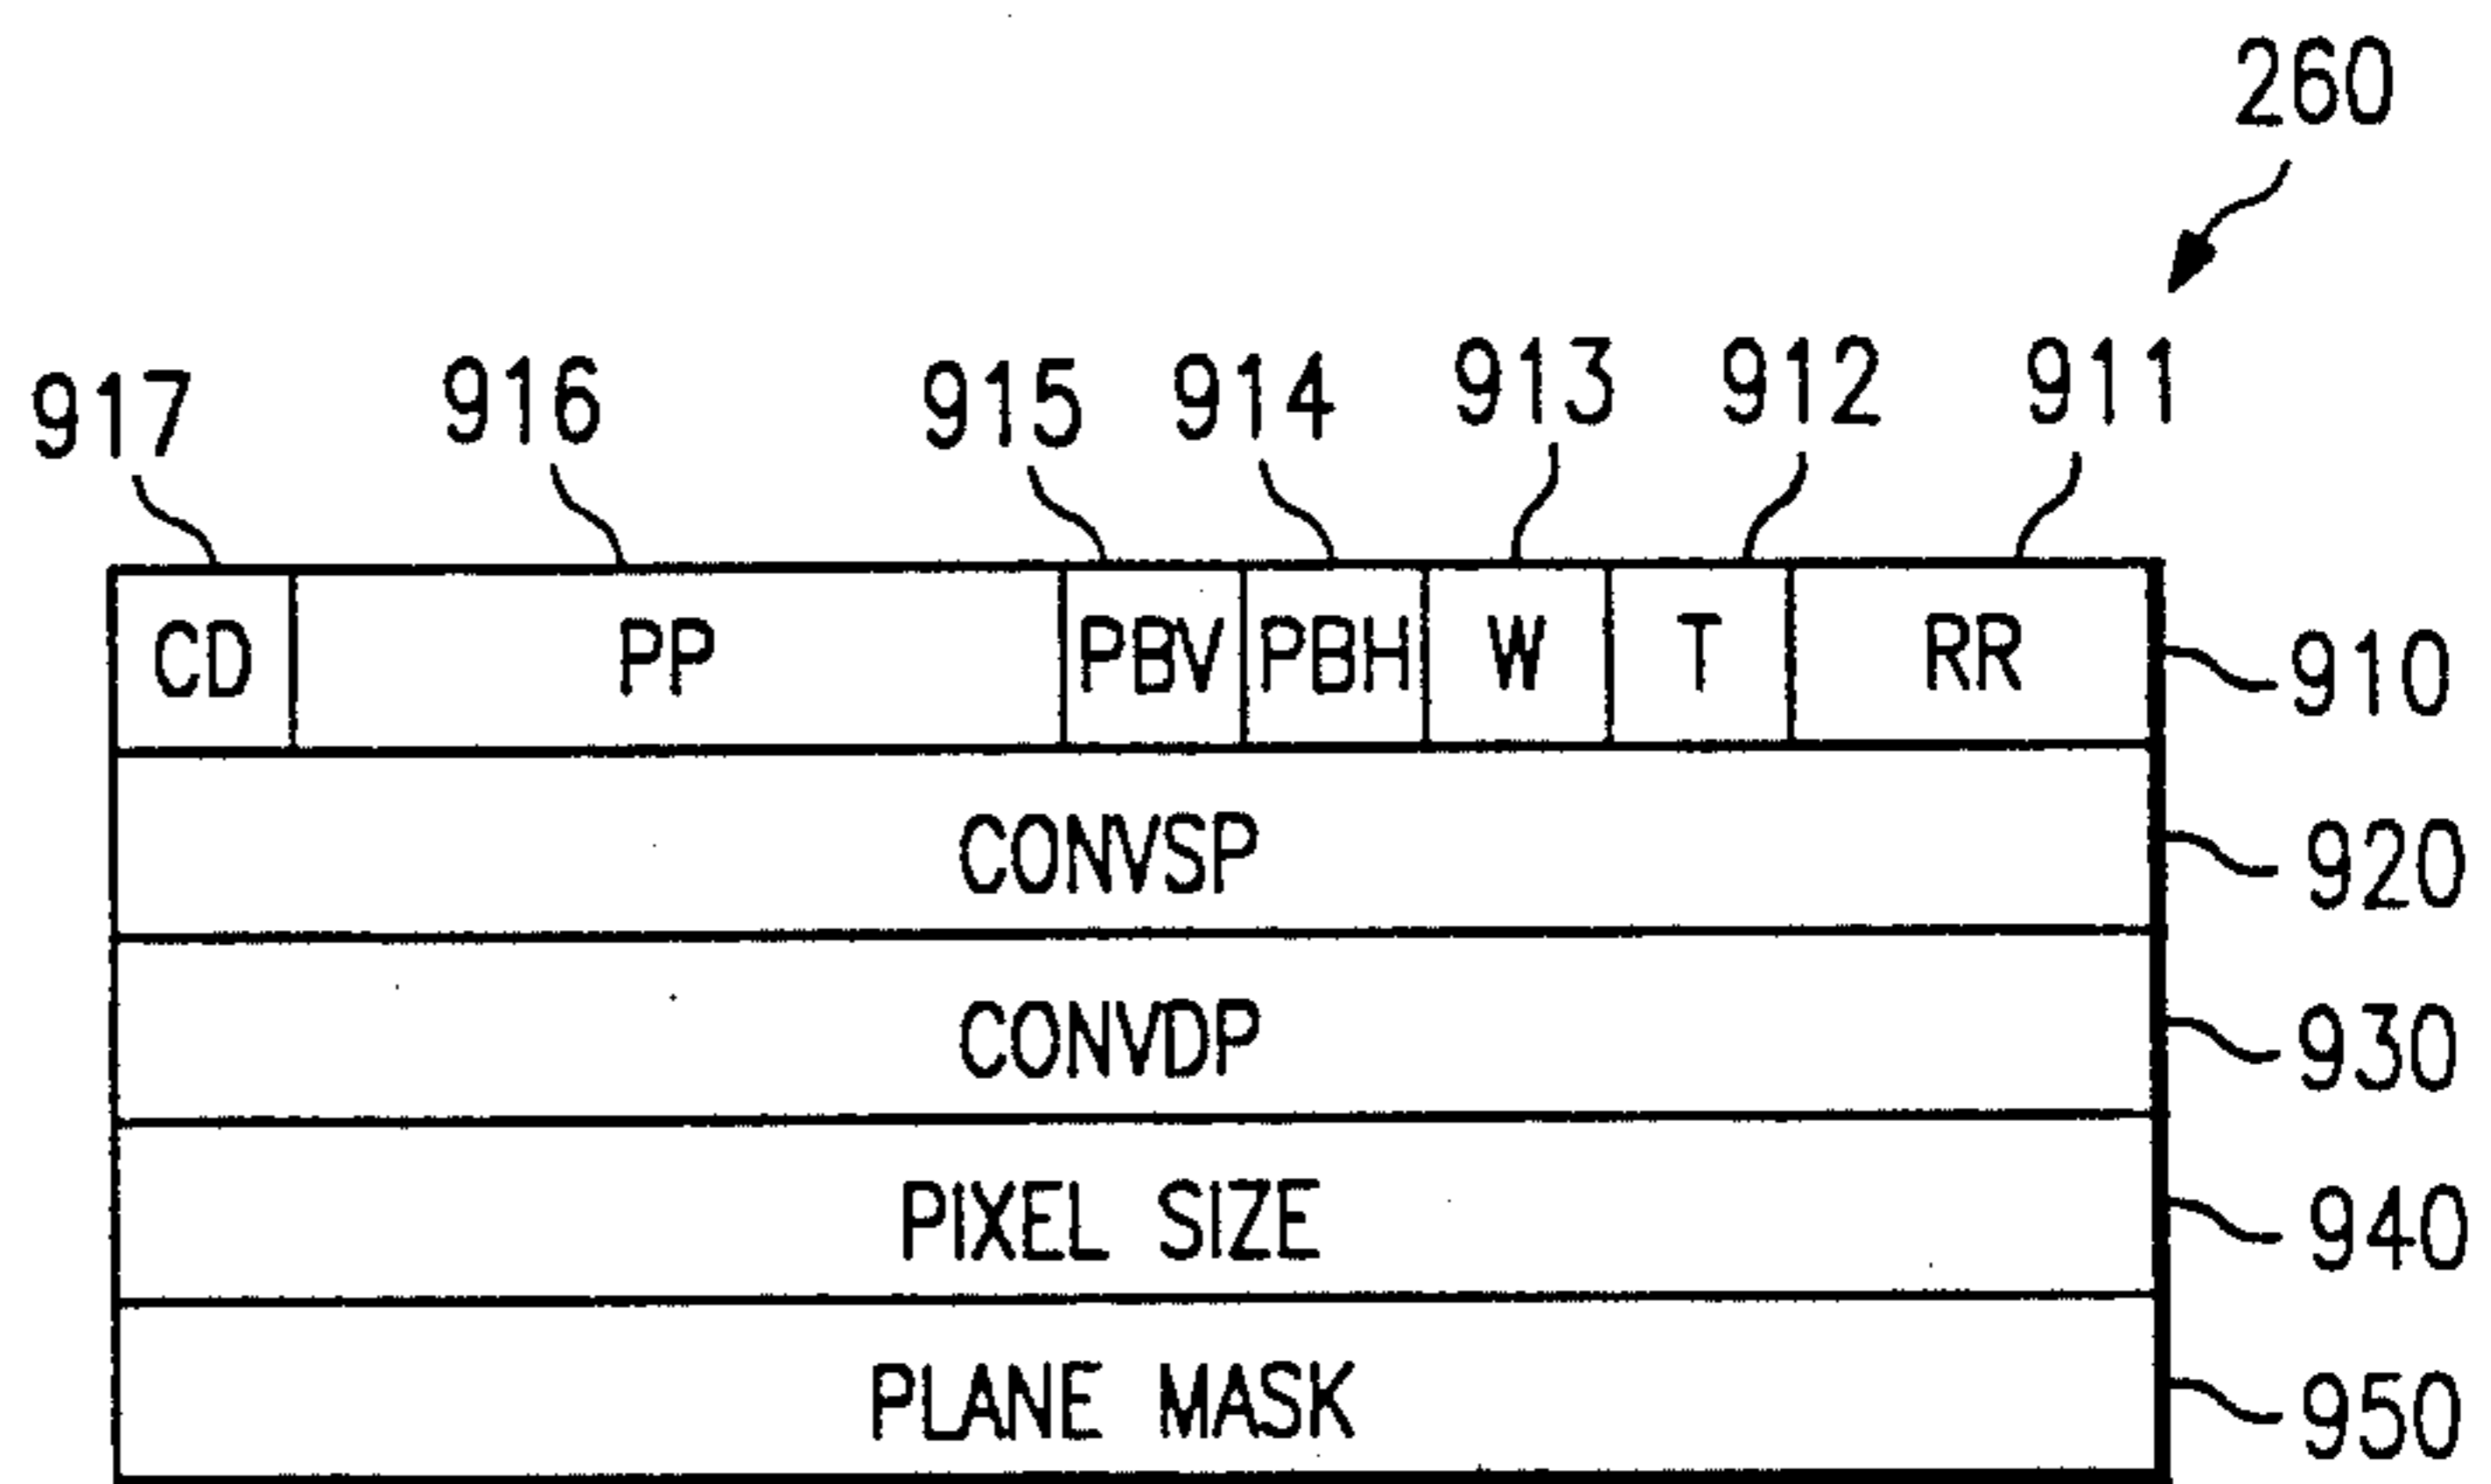 260
917 916 915 914 913 912 911
CD PP PBV PBH W T RR 910
CONVSP 920
CONVDP 930
PIXEL SIZE 940
PLANE MASK 950